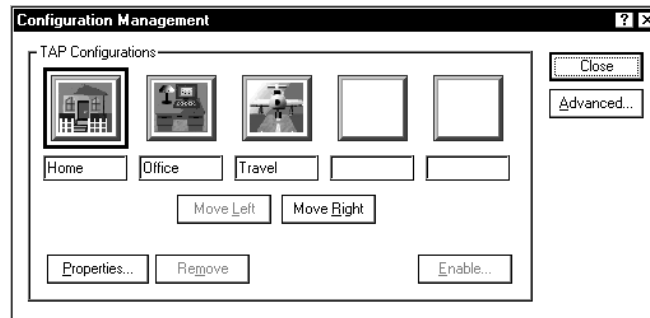 Configuration Management
TAP Configurations
Close
Advanced...
Home Office Travel
Move Left Move Right
Properties... Remove Enable...